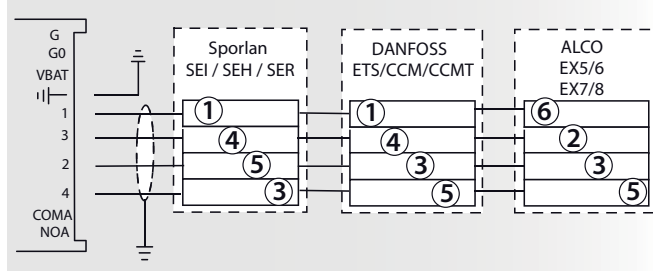 G
G0
VBAT
1
3
2
4
COMA
NOA
Sporlan
SEI / SEH / SER
1
4
5
3
DANFOSS
ETS/CCM/CCMT
1
4
3
5
ALCO
EX5/6
EX7/8
6
2
3
5